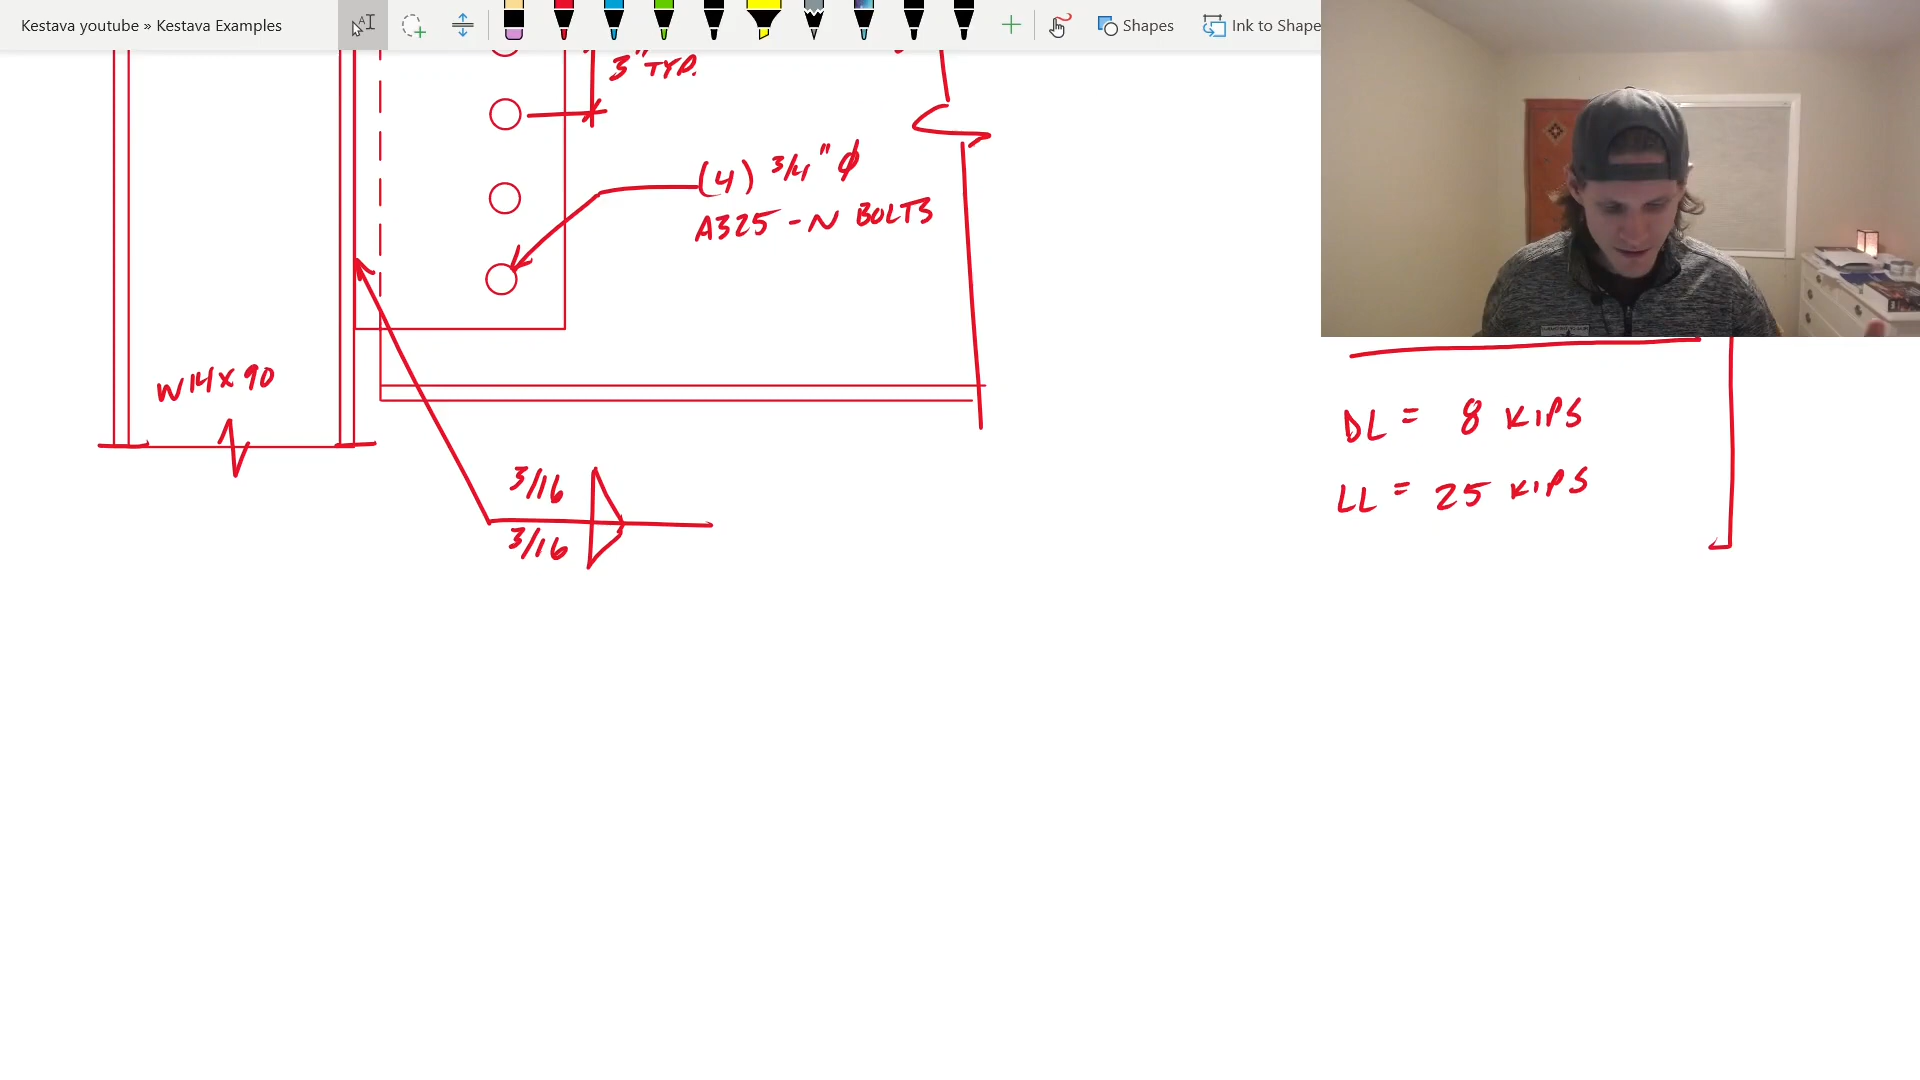 Kestava youtube » Kestava Examples
Shapes
Ink to Shape
3" TYP.
(4) 3/4" Ø
A325 - N BOLTS
W14x90
DL = 8 KIPS
LL = 25 KIPS
3/16
3/16